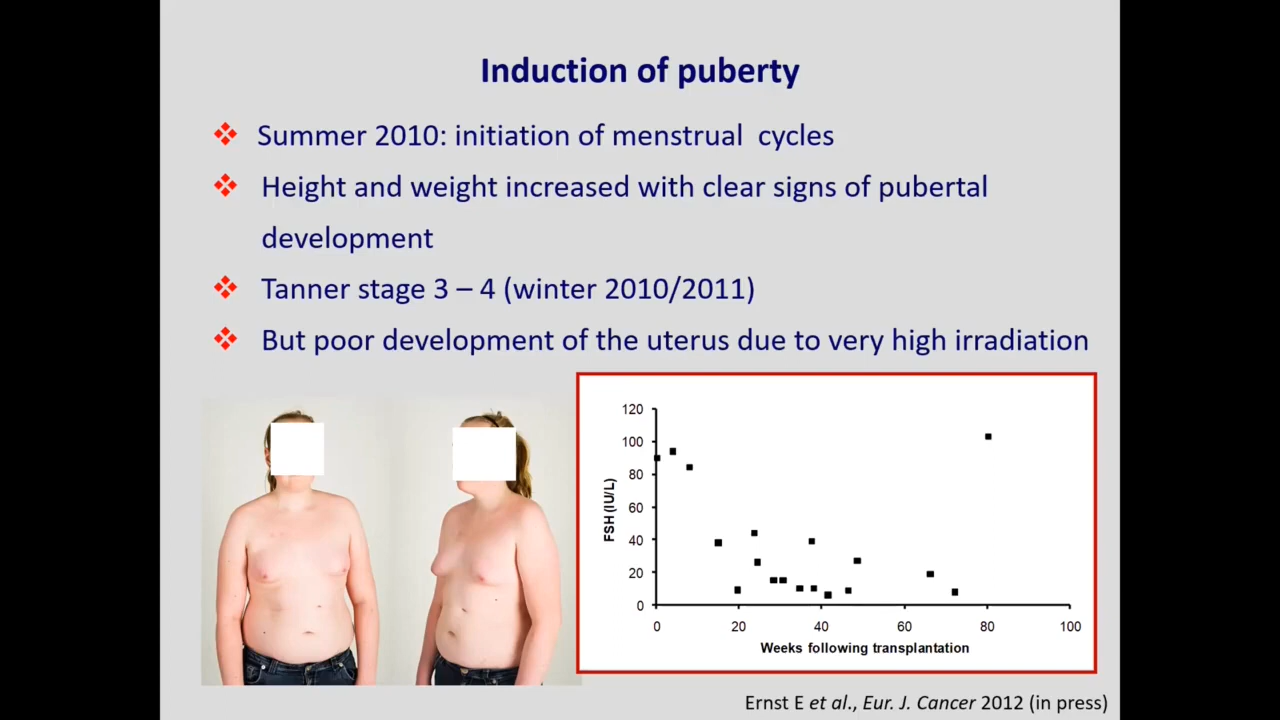 Induction of puberty
Summer 2010: initiation of menstrual cycles
Height and weight increased with clear signs of pubertal
development
Tanner stage 3 – 4 (winter 2010/2011)
But poor development of the uterus due to very high irradiation
120
100
80
60
40
20
0
FSH (IU/L)
0 20 40 60 80 100
Weeks following transplantation
Ernst E et al., Eur. J. Cancer 2012 (in press)